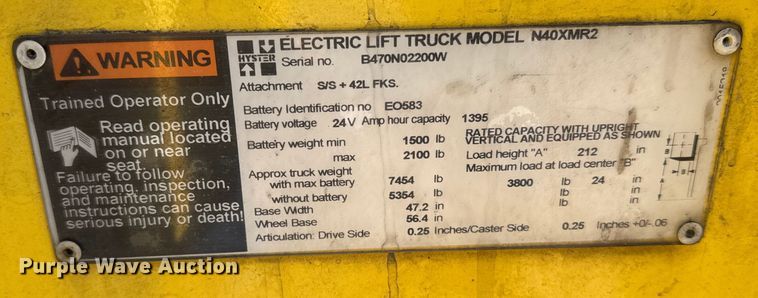 WARNING
Trained Operator Only
Read operating
manual located
on or near
seat.
Failure to follow
operating, inspection,
and maintenance
instructions can cause
serious injury or death!
HYSTER
ELECTRIC LIFT TRUCK MODEL N40XMR2
Serial no. B470N02200W
Attachment S/S + 42L FKS.
Battery Identification no EO583
Battery voltage 24 V Amp hour capacity 1395
Battery weight min 1500 lb
max 2100 lb
Approx truck weight
with max battery 7454 lb
without battery 5354 lb
Base Width 47.2 in
Wheel Base 56.4 in
Articulation: Drive Side 0.25 Inches/Caster Side 0.25 Inches +0/-.06
RATED CAPACITY WITH UPRIGHT
VERTICAL AND EQUIPPED AS SHOWN
Load height "A" 212 in
Maximum load at load center "B"
3800 lb 24 in
lb in
lb in
A
B
B
Purple Wave Auction